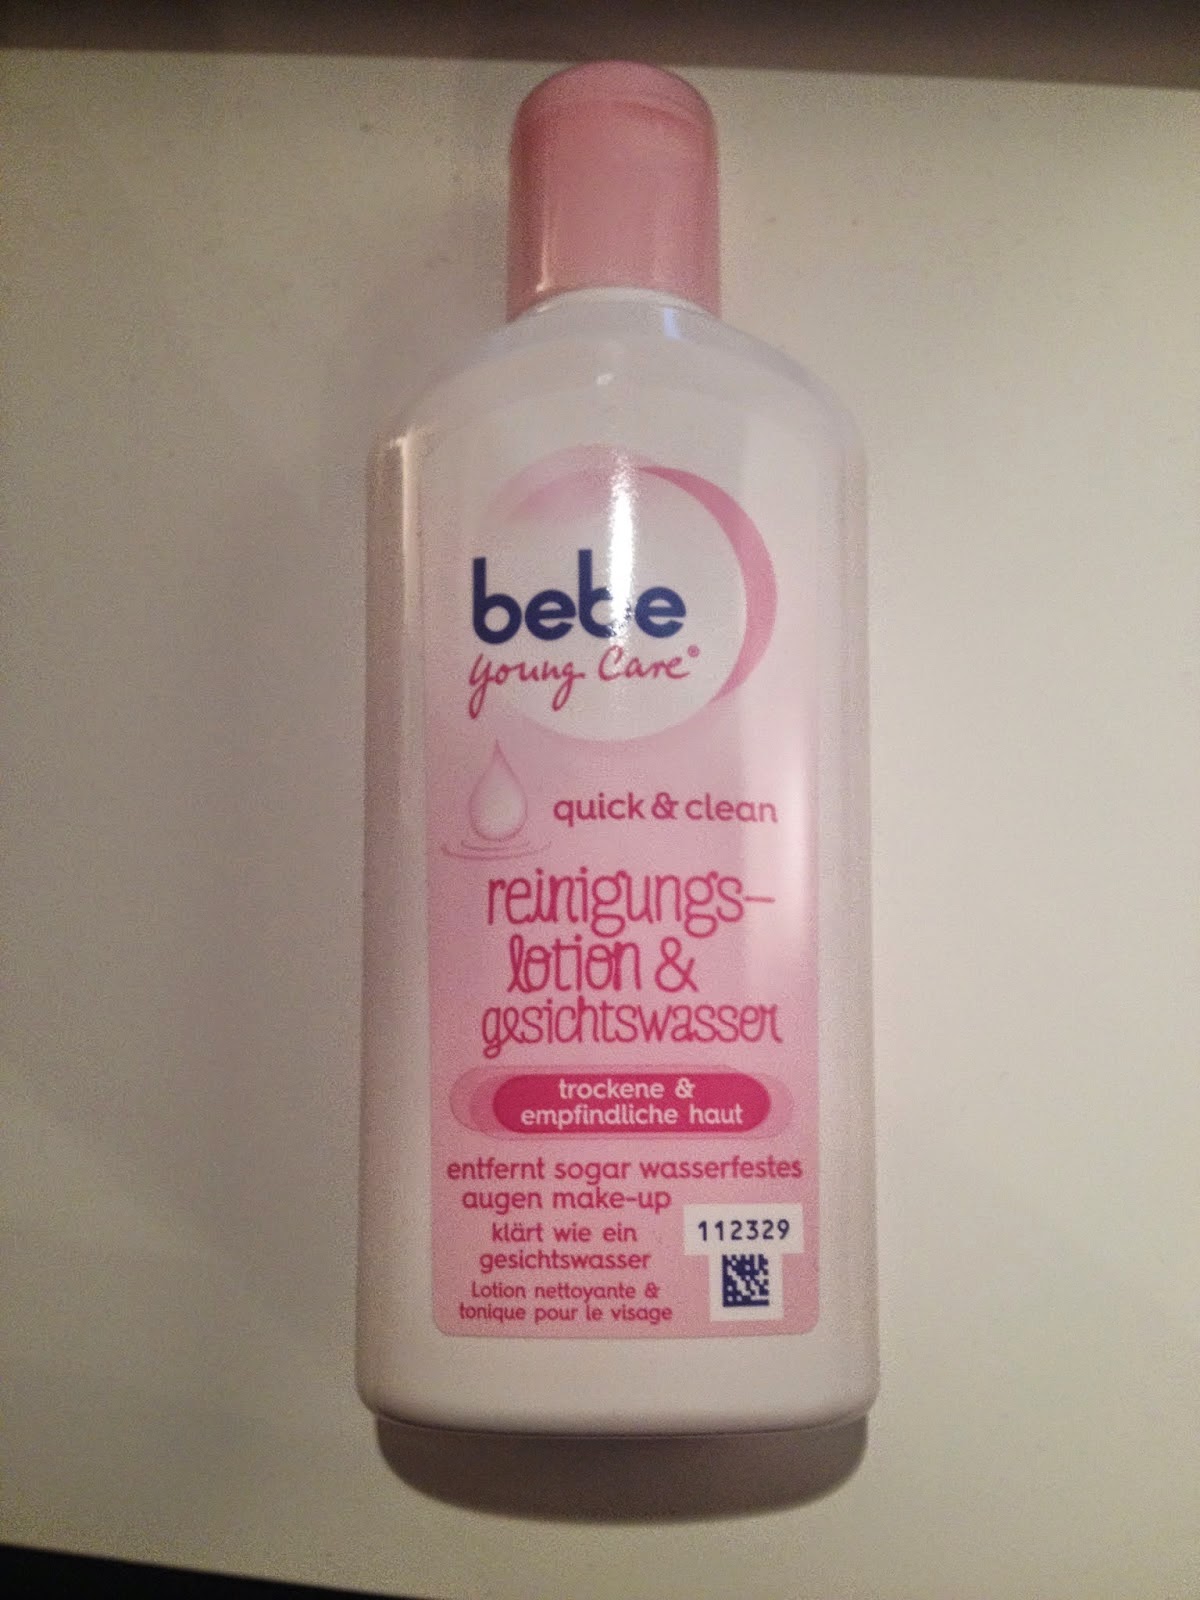 bebe
Young Care®
quick & clean
reinigungs-
lotion &
gesichtswasser
trockene &
empfindliche haut
entfernt sogar wasserfestes
augen make-up
klärt wie ein
gesichtswasser
112329
Lotion nettoyante &
tonique pour le visage